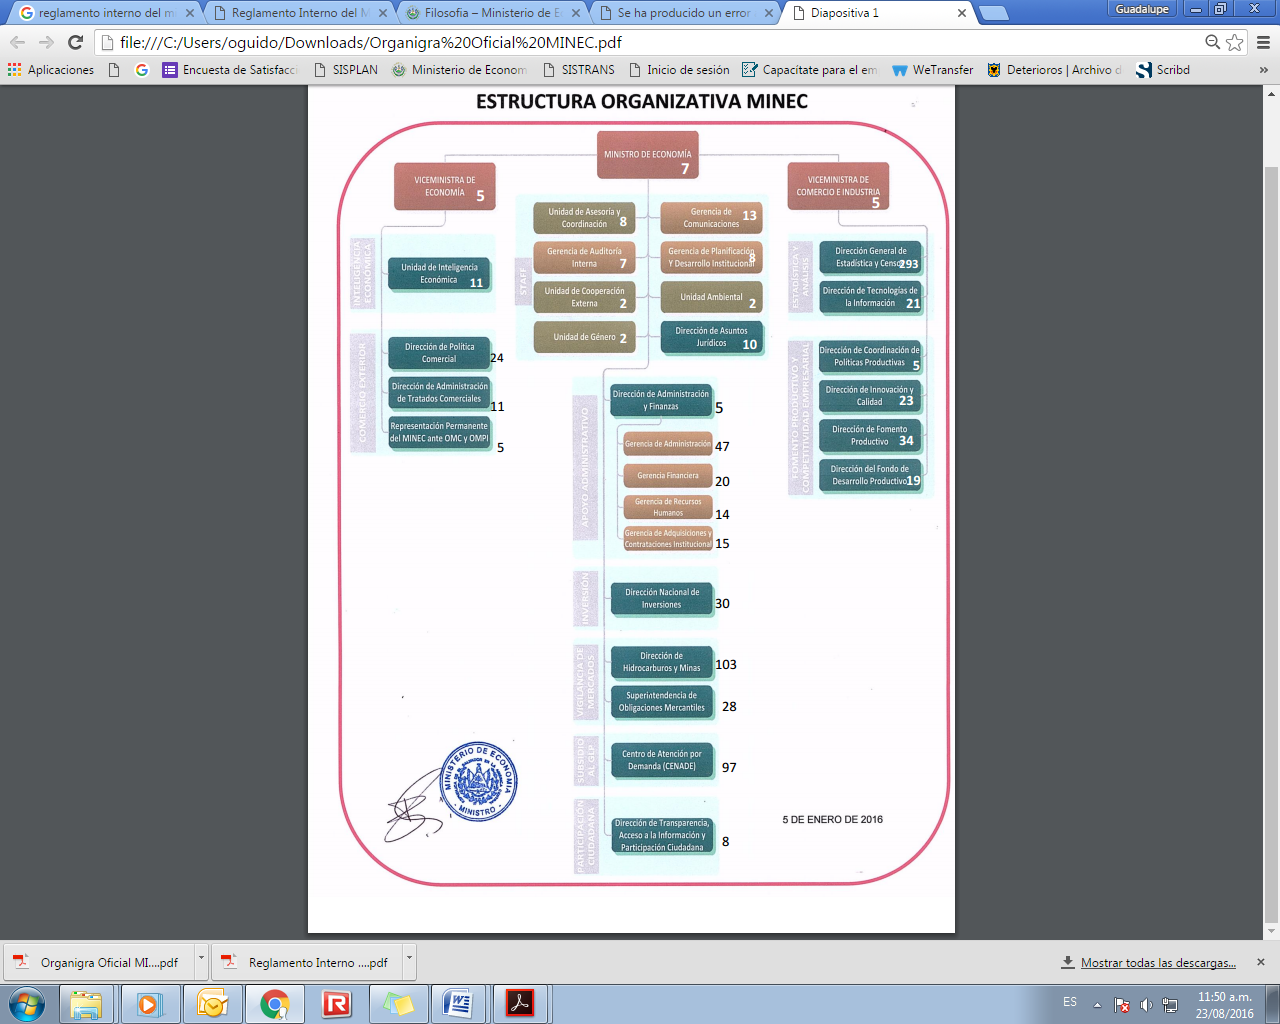 reglamento interno del m
Reglamento Interno del M
Filosofia – Ministerio de E
Se ha producido un error
Diapositiva 1
Guadalupe
file:///C:/Users/oguido/Downloads/Organigra%20Oficial%20MINEC.pdf
Aplicaciones
Encuesta de Satisfacci
SISPLAN
Ministerio de Econom
SISTRANS
Inicio de sesión
Capacítate para el em
WeTransfer
Deterioros | Archivo d
Scribd
»
ESTRUCTURA ORGANIZATIVA MINEC
MINISTRO DE ECONOMÍA
7
VICEMINISTRA DE
ECONOMÍA
5
VICEMINISTRA DE
COMERCIO E INDUSTRIA
5
INTELIGENCIA
ECONÓMICA
Unidad de Inteligencia
Económica
11
COMERCIO EXTERIOR
Dirección de Política
Comercial
24
Dirección de Administración
de Tratados Comerciales
11
Representación Permanente
del MINEC ante OMC y OMPI
5
STAFF
Unidad de Asesoría y
Coordinación
8
Gerencia de
Comunicaciones
13
Gerencia de Auditoría
Interna
7
Gerencia de Planificación
Y Desarrollo Institucional
8
Unidad de Cooperación
Externa
2
Unidad Ambiental
2
Unidad de Género
2
Dirección de Asuntos
Jurídicos
10
APOYO ADMINISTRATIVO
Dirección de Administración
y Finanzas
5
Gerencia de Administración
47
Gerencia Financiera
20
Gerencia de Recursos
Humanos
14
Gerencia de Adquisiciones y
Contrataciones Institucional
15
INVERSIÓN
Dirección Nacional de
Inversiones
30
VIGILANCIA DE
MERCADOS
Dirección de
Hidrocarburos y Minas
103
Superintendencia de
Obligaciones Mercantiles
28
SUBSIDIO
AL GLP
Centro de Atención por
Demanda (CENADE)
97
PARTICIPACIÓN
CIUDADANA
Dirección de Transparencia,
Acceso a la Información y
Participación Ciudadana
8
ESTADÍSTICA Y
ANÁLISIS
Dirección General de
Estadística y Censos
293
Dirección de Tecnologías de
la Información
21
FOMENTO PRODUCTIVO Y
COMPETITIVIDAD EMPRESARIAL
Dirección de Coordinación de
Políticas Productivas
5
Dirección de Innovación y
Calidad
23
Dirección de Fomento
Productivo
34
Dirección del Fondo de
Desarrollo Productivo
19
MINISTERIO DE ECONOMIA
MINISTRO
5 DE ENERO DE 2016
Organigra Oficial MI....pdf
Reglamento Interno ....pdf
Mostrar todas las descargas...
ES
11:50 a.m.
23/08/2016